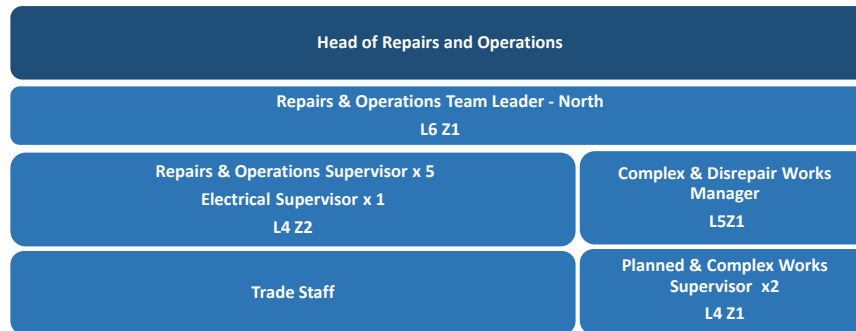 Head of Repairs and Operations
Repairs & Operations Team Leader - North
L6 Z1
Repairs & Operations Supervisor x 5
Electrical Supervisor x 1
L4 Z2
Complex & Disrepair Works
Manager
L5Z1
Trade Staff
Planned & Complex Works
Supervisor x2
L4 Z1